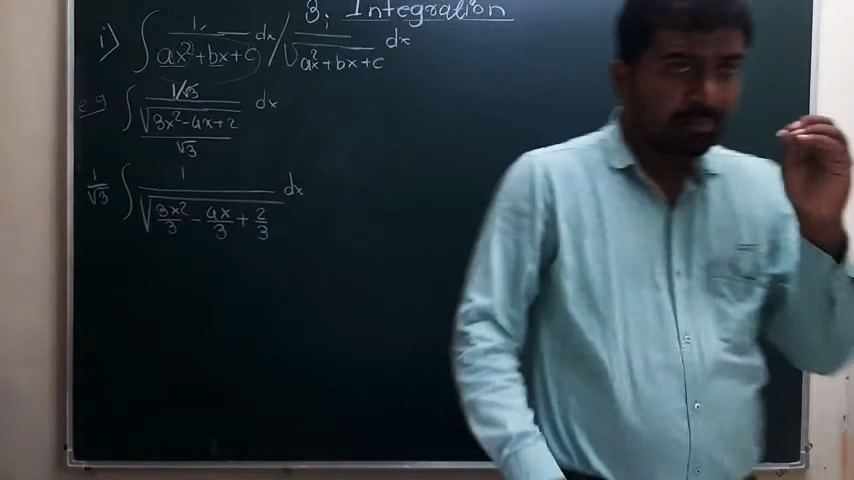 3. Integration
i) ∫ 1/(ax²+bx+c) dx / 1/√(ax²+bx+c) dx
e.g ∫ (1/√3)/(√(3x²-4x+2)/√3) dx
1/√3 ∫ 1/√(3x²/3 - 4x/3 + 2/3) dx